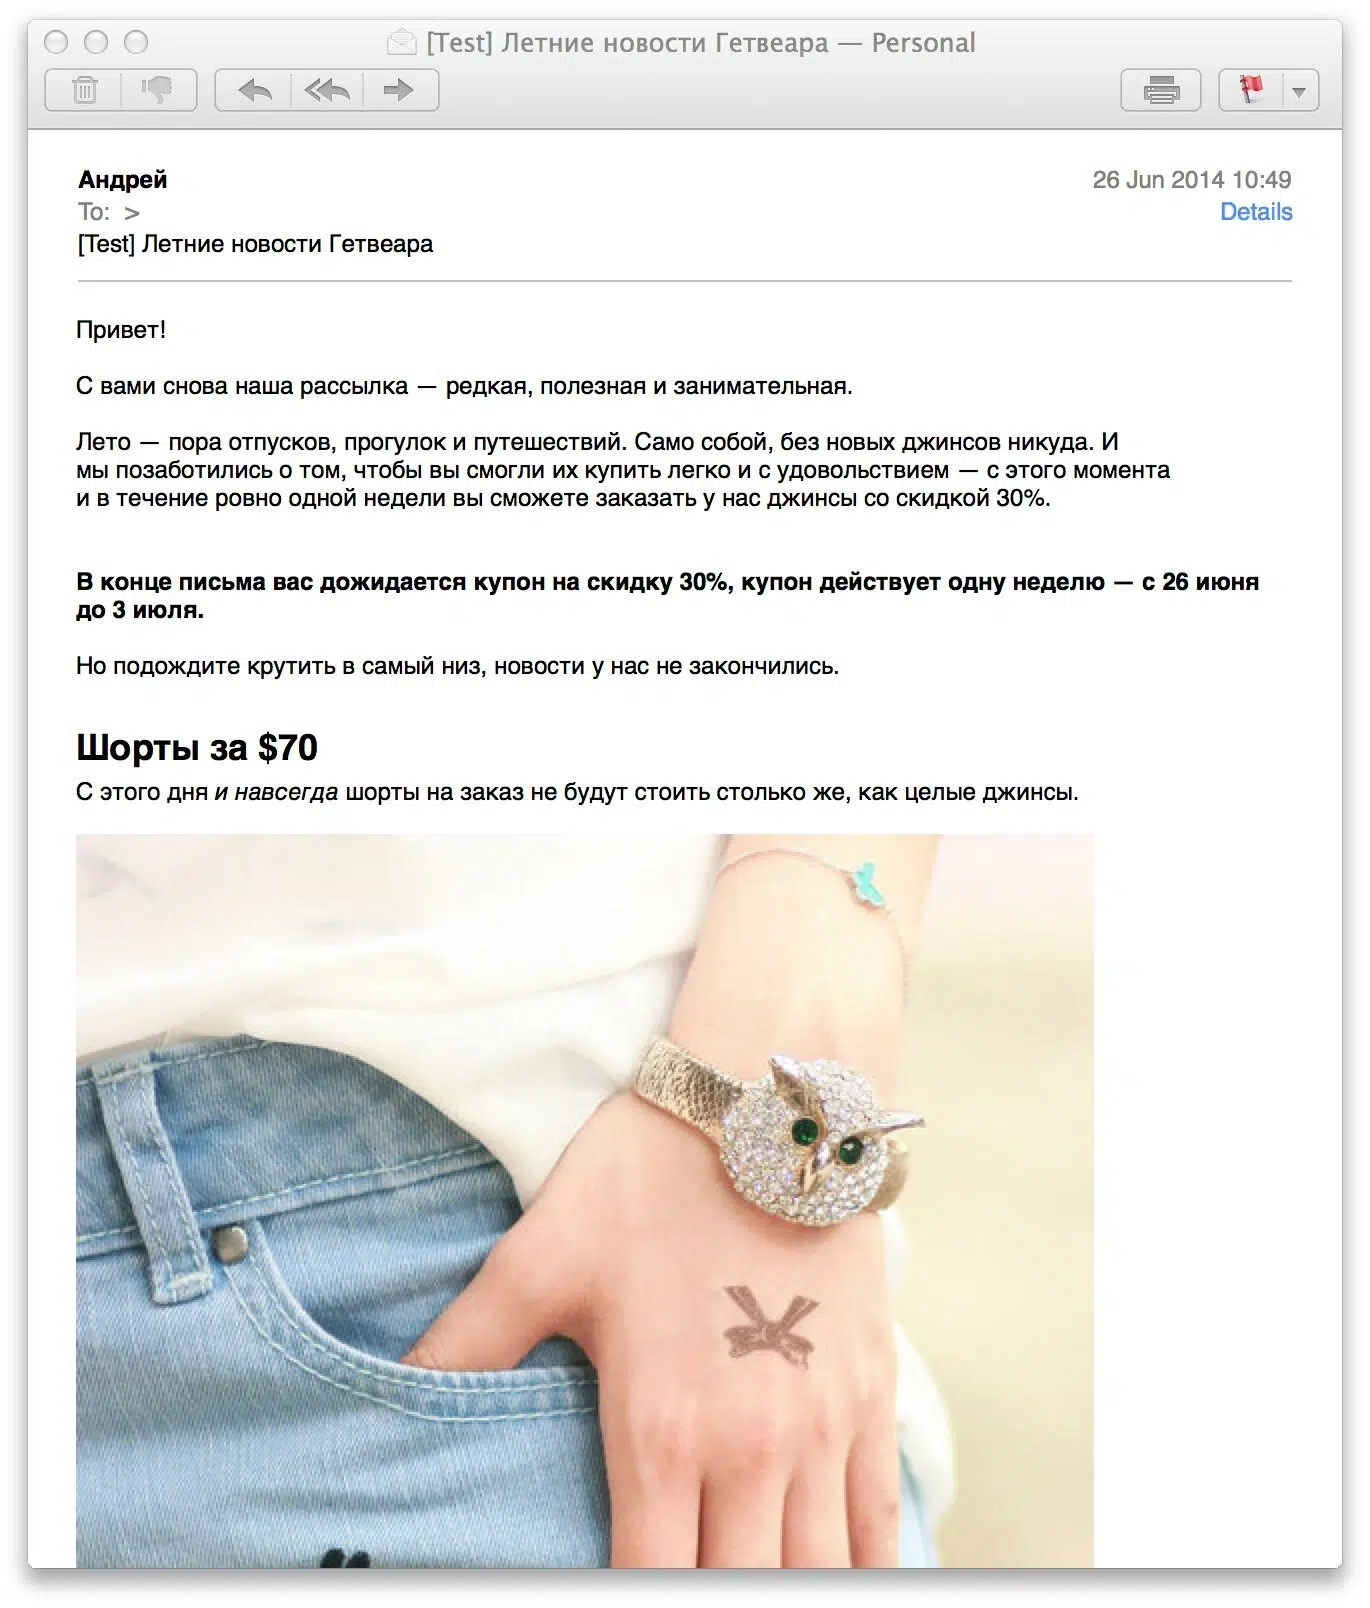 [Test] Летние новости Гетвеара — Personal
Андрей
26 Jun 2014 10:49
To: >
Details
[Test] Летние новости Гетвеара
Привет!
С вами снова наша рассылка — редкая, полезная и занимательная.
Лето — пора отпусков, прогулок и путешествий. Само собой, без новых джинсов никуда. И
мы позаботились о том, чтобы вы смогли их купить легко и с удовольствием — с этого момента
и в течение ровно одной недели вы сможете заказать у нас джинсы со скидкой 30%.
В конце письма вас дожидается купон на скидку 30%, купон действует одну неделю — с 26 июня
до 3 июля.
Но подождите крутить в самый низ, новости у нас не закончились.
Шорты за $70
С этого дня и навсегда шорты на заказ не будут стоить столько же, как целые джинсы.